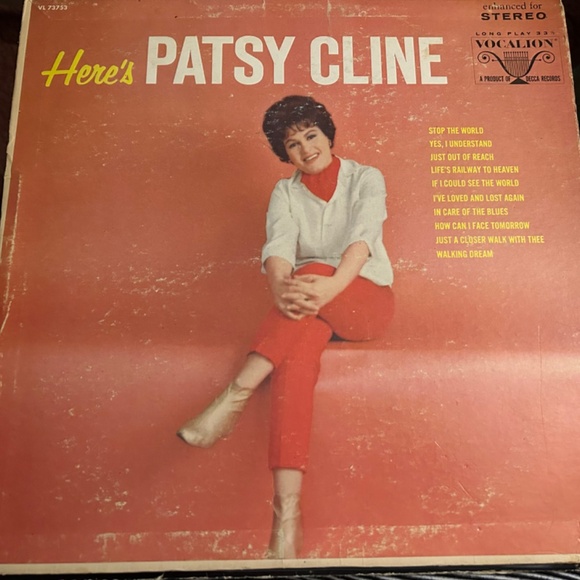 VL 73753
enhanced for
STEREO
Here's PATSY CLINE
LONG PLAY 33⅓
VOCALION
A PRODUCT OF DECCA RECORDS
STOP THE WORLD
YES, I UNDERSTAND
JUST OUT OF REACH
LIFE'S RAILWAY TO HEAVEN
IF I COULD SEE THE WORLD
I'VE LOVED AND LOST AGAIN
IN CARE OF THE BLUES
HOW CAN I FACE TOMORROW
JUST A CLOSER WALK WITH THEE
WALKING DREAM